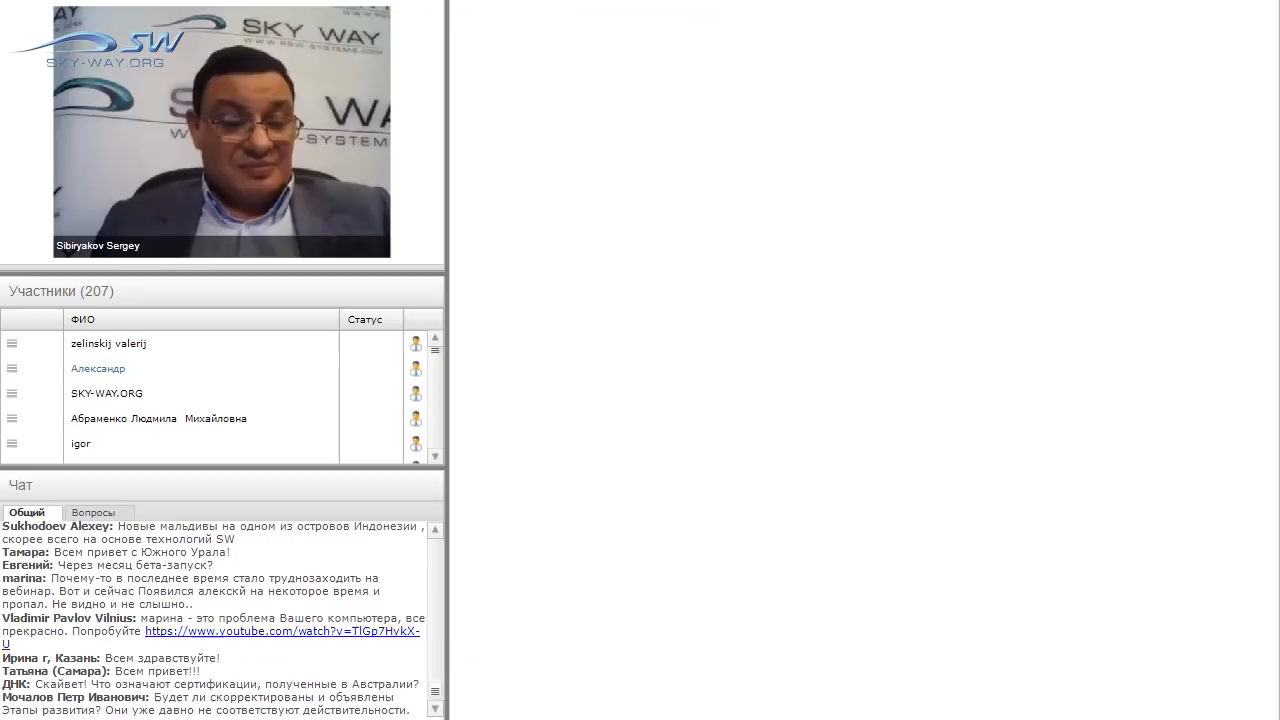 SKY WAY
WWW.RSW-SYSTEMS.COM
SW
SKY-WAY.ORG
SKY WA
-SYSTEM
Sibiryakov Sergey
Участники (207)
ФИО Статус
zelinskij valerij
Александр
SKY-WAY.ORG
Абраменко Людмила Михайловна
igor
Чат
Общий Вопросы
Sukhodoev Alexey: Новые мальдивы на одном из островов Индонезии ,
скорее всего на основе технологий SW
Тамара: Всем привет с Южного Урала!
Евгений: Через месяц бета-запуск?
marina: Почему-то в последнее время стало труднозаходить на
вебинар. Вот и сейчас Появился алекскй на некоторое время и
пропал. Не видно и не слышно..
Vladimir Pavlov Vilnius: марина - это проблема Вашего компьютера, все
прекрасно. Попробуйте https://www.youtube.com/watch?v=TlGp7HykX-
U
Ирина г, Казань: Всем здравствуйте!
Татьяна (Самара): Всем привет!!!
ДНК: Скайвет! Что означают сертификации, полученные в Австралии?
Мочалов Петр Иванович: Будет ли скорректированы и объявлены
Этапы развития? Они уже давно не соответствуют действительности.